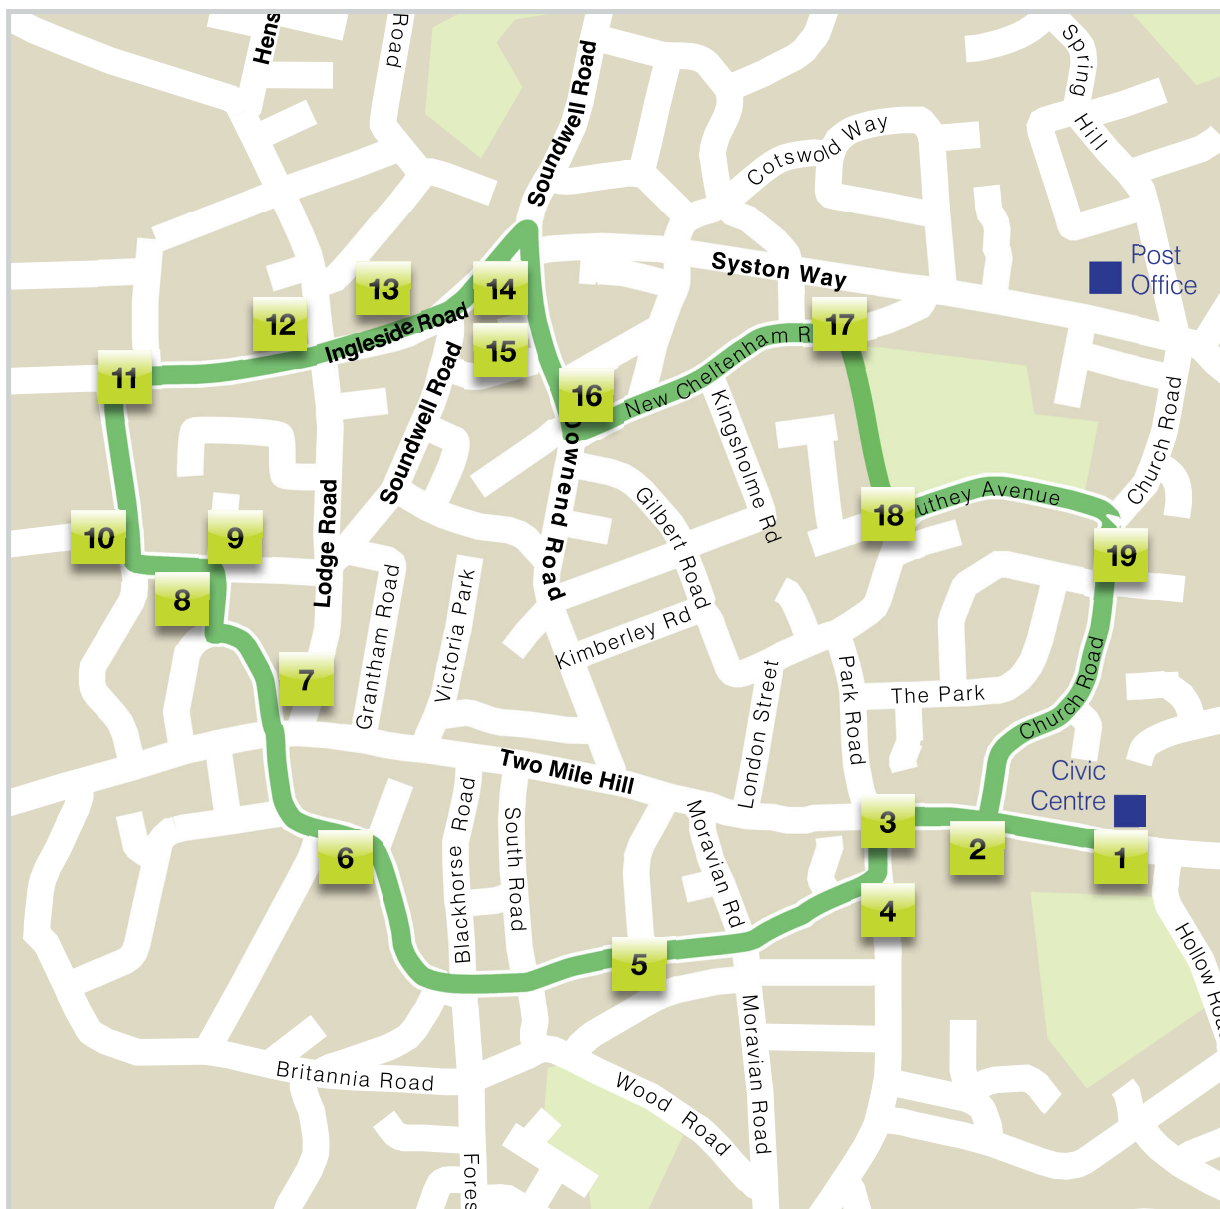 Hens
Road
Soundwell Road
Spring Hill
Cotswold Way
Post
Office
Syston Way
13
14
12
Ingleside Road
17
15
11
New Cheltenham R
16
Soundwell Road
Kingsholme Rd
Church Road
ownend Road
Gilbert Road
Lodge Road
18
uthey Avenue
10
9
19
8
Grantham Road
Victoria Park
Kimberley Rd
7
London Street
Park Road
The Park
Church Road
Two Mile Hill
Civic
Centre
Blackhorse Road
South Road
Moravian Rd
3
2
1
6
4
5
Hollow Roa
Moravian Road
Britannia Road
Wood Road
Fores